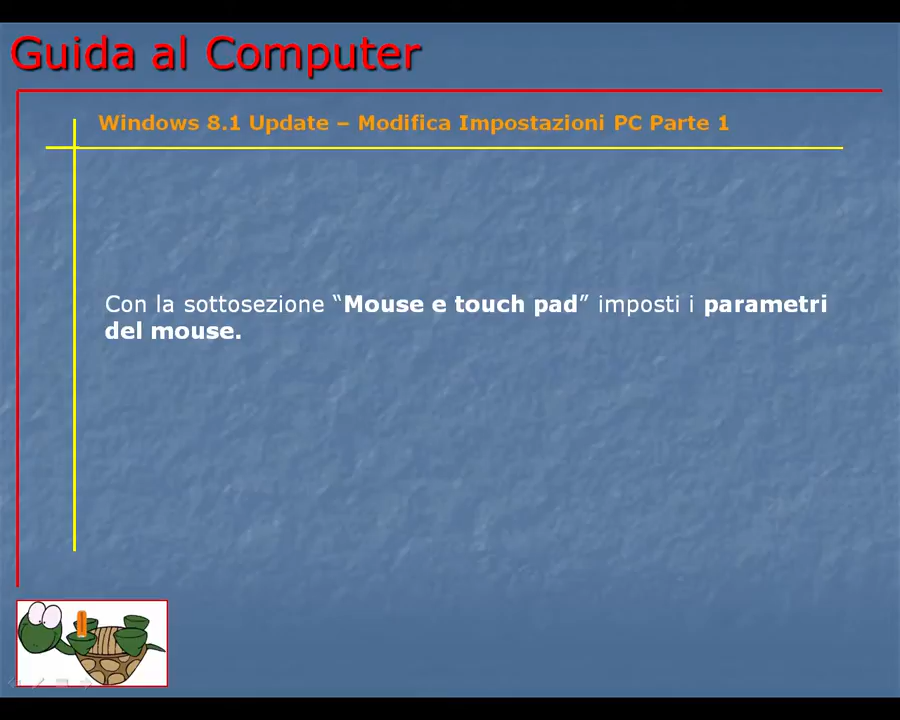 Guida al Computer
Windows 8.1 Update – Modifica Impostazioni PC Parte 1
Con la sottosezione “Mouse e touch pad” imposti i parametri
del mouse.